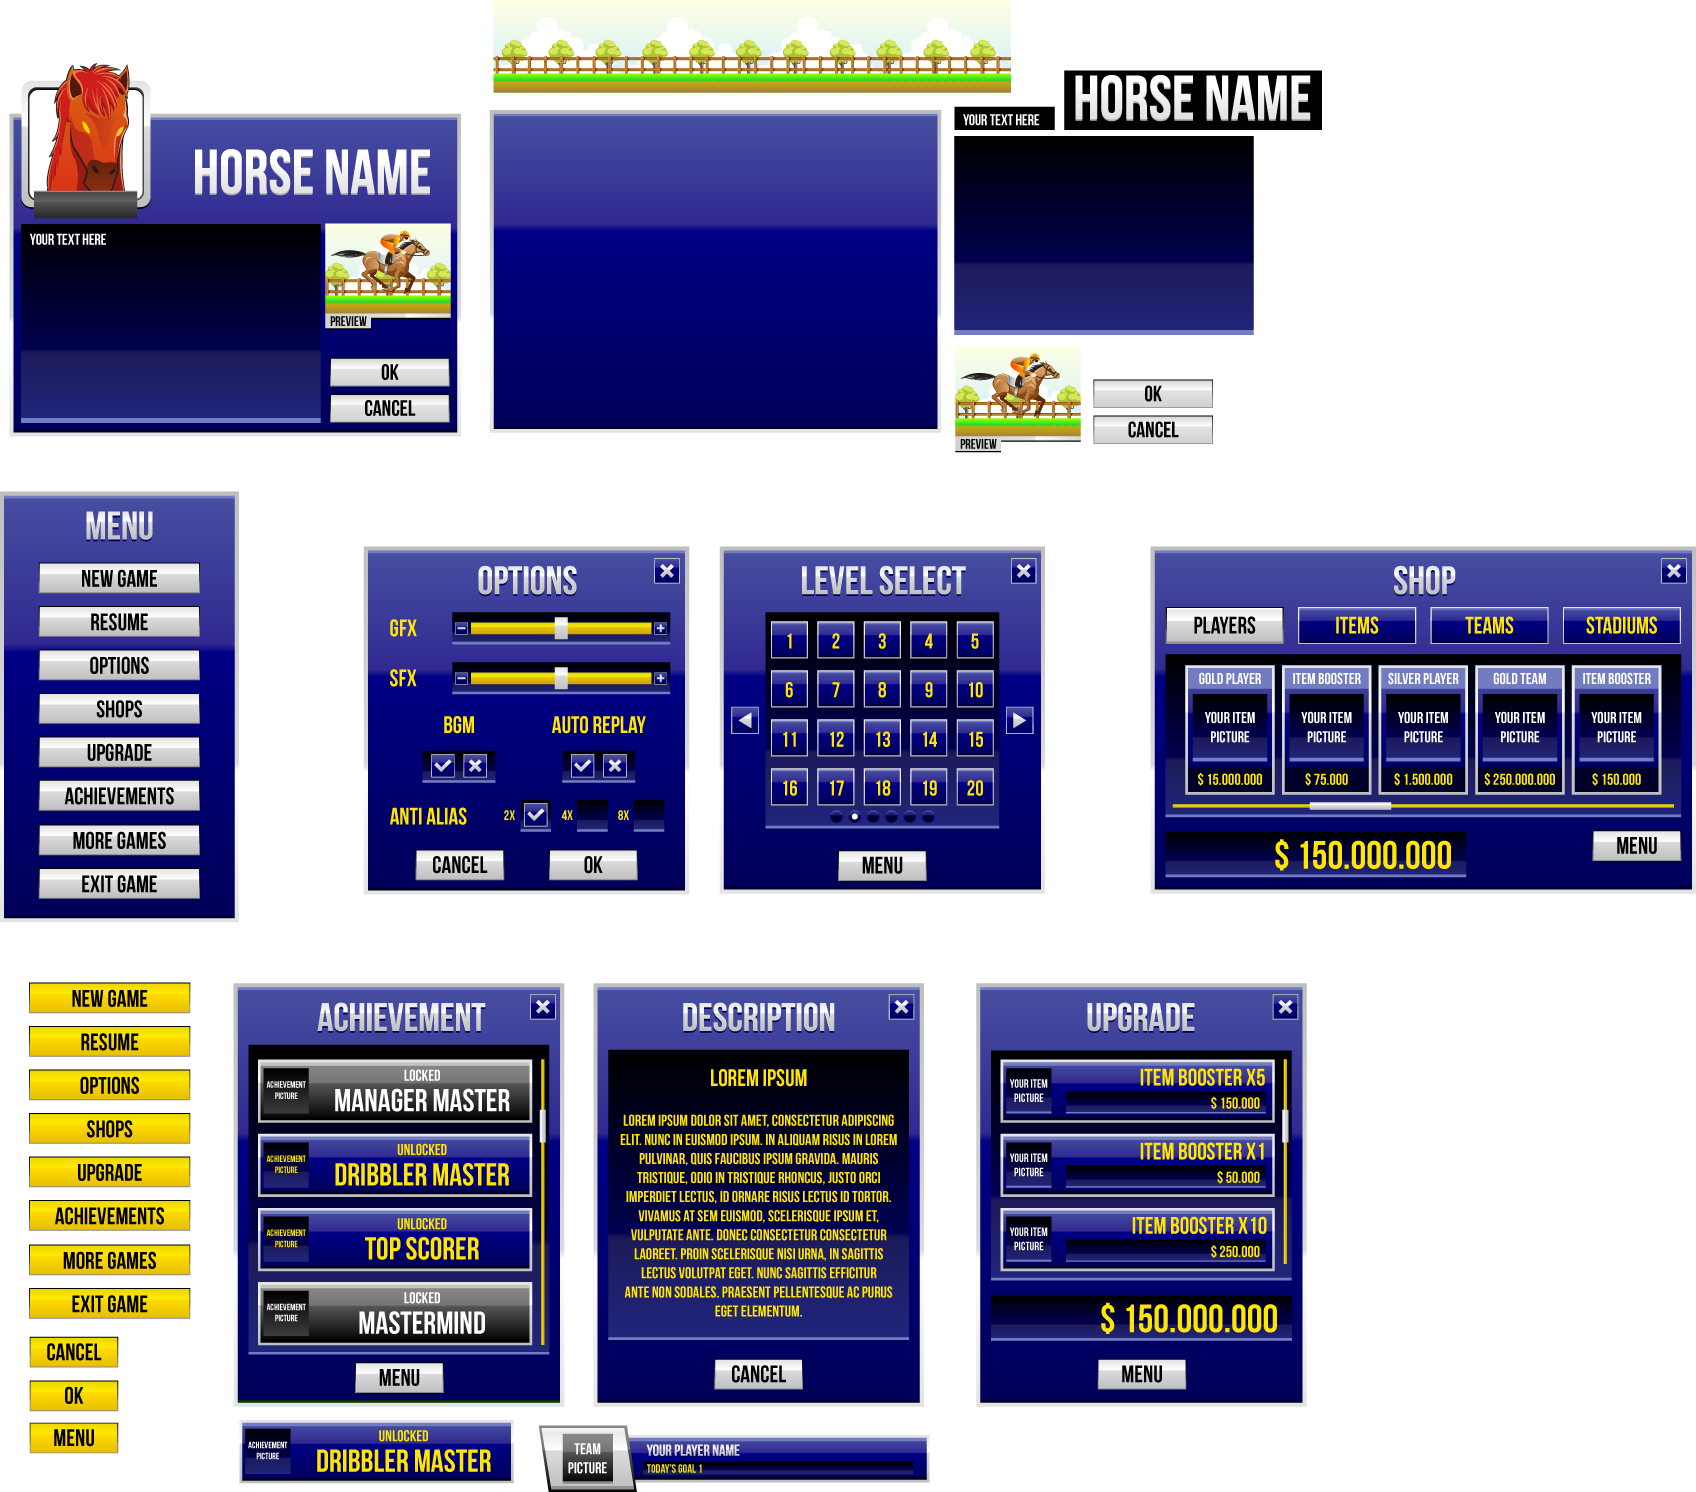 HORSE NAME
YOUR TEXT HERE
PREVIEW
OK
CANCEL
YOUR TEXT HERE
HORSE NAME
PREVIEW
OK
CANCEL
MENU
NEW GAME
RESUME
OPTIONS
SHOPS
UPGRADE
ACHIEVEMENTS
MORE GAMES
EXIT GAME
OPTIONS
GFX
SFX
BGM
AUTO REPLAY
ANTI ALIAS
2X
4X
8X
CANCEL
OK
LEVEL SELECT
1 2 3 4 5
6 7 8 9 10
11 12 13 14 15
16 17 18 19 20
MENU
SHOP
PLAYERS
ITEMS
TEAMS
STADIUMS
GOLD PLAYER
YOUR ITEM
PICTURE
$ 15.000.000
ITEM BOOSTER
YOUR ITEM
PICTURE
$ 75.000
SILVER PLAYER
YOUR ITEM
PICTURE
$ 1.500.000
GOLD TEAM
YOUR ITEM
PICTURE
$ 250.000.000
ITEM BOOSTER
YOUR ITEM
PICTURE
$ 150.000
$ 150.000.000
MENU
NEW GAME
RESUME
OPTIONS
SHOPS
UPGRADE
ACHIEVEMENTS
MORE GAMES
EXIT GAME
CANCEL
OK
MENU
ACHIEVEMENT
ACHIEVEMENT
PICTURE
LOCKED
MANAGER MASTER
ACHIEVEMENT
PICTURE
UNLOCKED
DRIBBLER MASTER
ACHIEVEMENT
PICTURE
UNLOCKED
TOP SCORER
ACHIEVEMENT
PICTURE
LOCKED
MASTERMIND
MENU
DESCRIPTION
LOREM IPSUM
LOREM IPSUM DOLOR SIT AMET, CONSECTETUR ADIPISCING
ELIT. NUNC IN EUISMOD IPSUM. IN ALIQUAM RISUS IN LOREM
PULVINAR, QUIS FAUCIBUS IPSUM GRAVIDA. MAURIS
TRISTIQUE, ODIO IN TRISTIQUE RHONCUS, JUSTO ORCI
IMPERDIET LECTUS, ID ORNARE RISUS LECTUS ID TORTOR.
VIVAMUS AT SEM EUISMOD, SCELERISQUE IPSUM ET,
VULPUTATE ANTE. DONEC CONSECTETUR CONSECTETUR
LAOREET. PROIN SCELERISQUE NISI URNA, IN SAGITTIS
LECTUS VOLUTPAT EGET. NUNC SAGITTIS EFFICITUR
ANTE NON SODALES. PRAESENT PELLENTESQUE AC PURUS
EGET ELEMENTUM.
CANCEL
UPGRADE
YOUR ITEM
PICTURE
ITEM BOOSTER X5
$ 150.000
YOUR ITEM
PICTURE
ITEM BOOSTER X1
$ 50.000
YOUR ITEM
PICTURE
ITEM BOOSTER X10
$ 250.000
$ 150.000.000
MENU
ACHIEVEMENT
PICTURE
UNLOCKED
DRIBBLER MASTER
TEAM
PICTURE
YOUR PLAYER NAME
TODAY'S GOAL 1